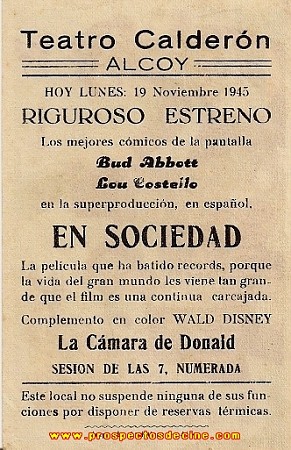 Teatro Calderón
ALCOY
HOY LUNES: 19 Noviembre 1945
RIGUROSO ESTRENO
Los mejores cómicos de la pantalla
Bud Abbott
Lou Costello
en la superproducción, en español,
EN SOCIEDAD
La película que ha batido records, porque
la vida del gran mundo les viene tan gran-
de que el film es una contínua carcajada.
Complemento en color WALD DISNEY
La Cámara de Donald
SESION DE LAS 7, NUMERADA
Este local no suspende ninguna de sus fun-
ciones por disponer de reservas térmicas.
www.prospectosdecine.com